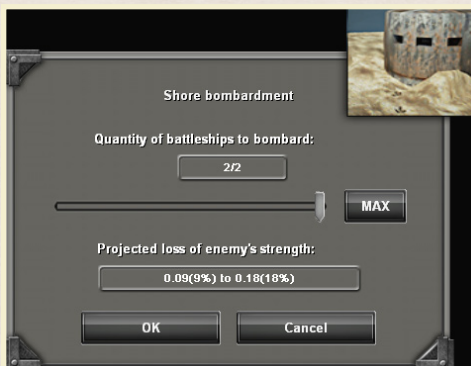 Shore bombardment
Quantity of battleships to bombard:
2/2
MAX
Projected loss of enemy's strength:
0.09(9%) to 0.18(18%)
OK
Cancel